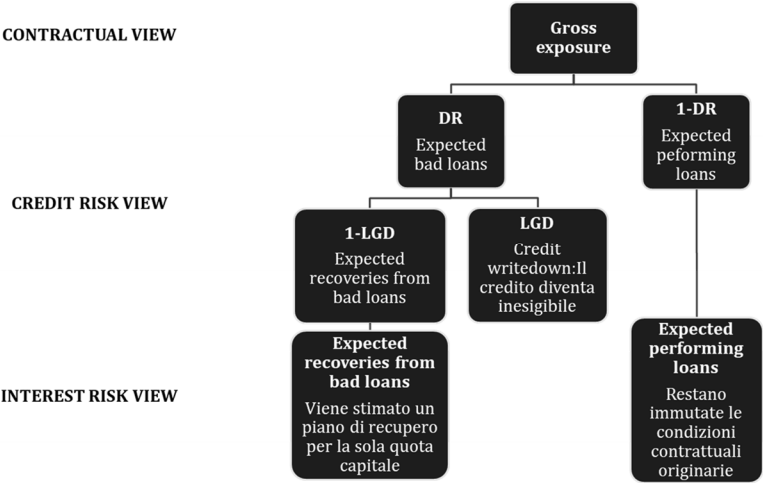 CONTRACTUAL VIEW
Gross
exposure
DR
Expected
bad loans
1-DR
Expected
peforming
loans
CREDIT RISK VIEW
1-LGD
Expected
recoveries from
bad loans
LGD
Credit
writedown:Il
credito diventa
inesigibile
INTEREST RISK VIEW
Expected
recoveries from
bad loans
Viene stimato un
piano di recupero
per la sola quota
capitale
Expected
performing
loans
Restano
immutate le
condizioni
contrattuali
originarie